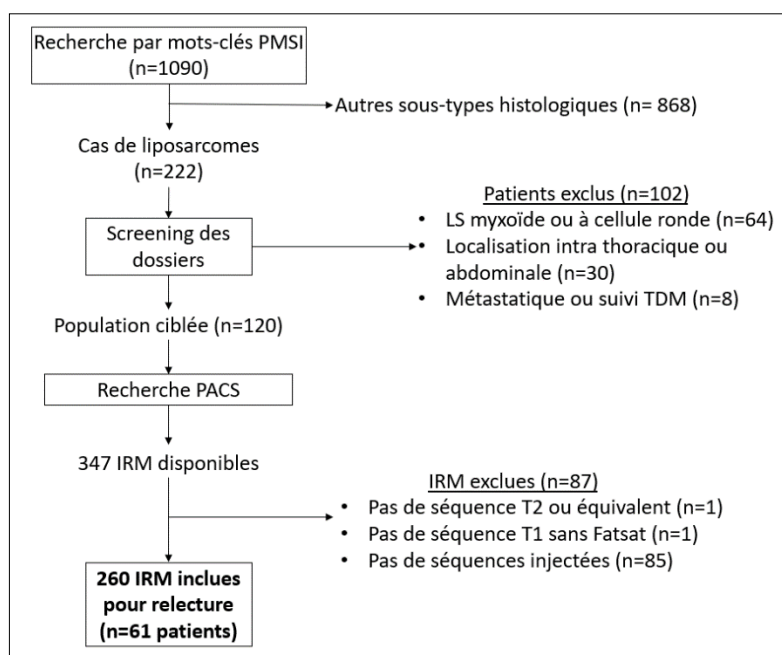 Recherche par mots-clés PMSI
(n=1090)
Autres sous-types histologiques (n= 868)
Cas de liposarcomes
(n=222)
Patients exclus (n=102)
• LS myxoïde ou à cellule ronde (n=64)
• Localisation intra thoracique ou
abdominale (n=30)
• Métastatique ou suivi TDM (n=8)
Screening des
dossiers
Population ciblée (n=120)
Recherche PACS
347 IRM disponibles
IRM exclues (n=87)
• Pas de séquence T2 ou équivalent (n=1)
• Pas de séquence T1 sans Fatsat (n=1)
• Pas de séquences injectées (n=85)
260 IRM inclues
pour relecture
(n=61 patients)